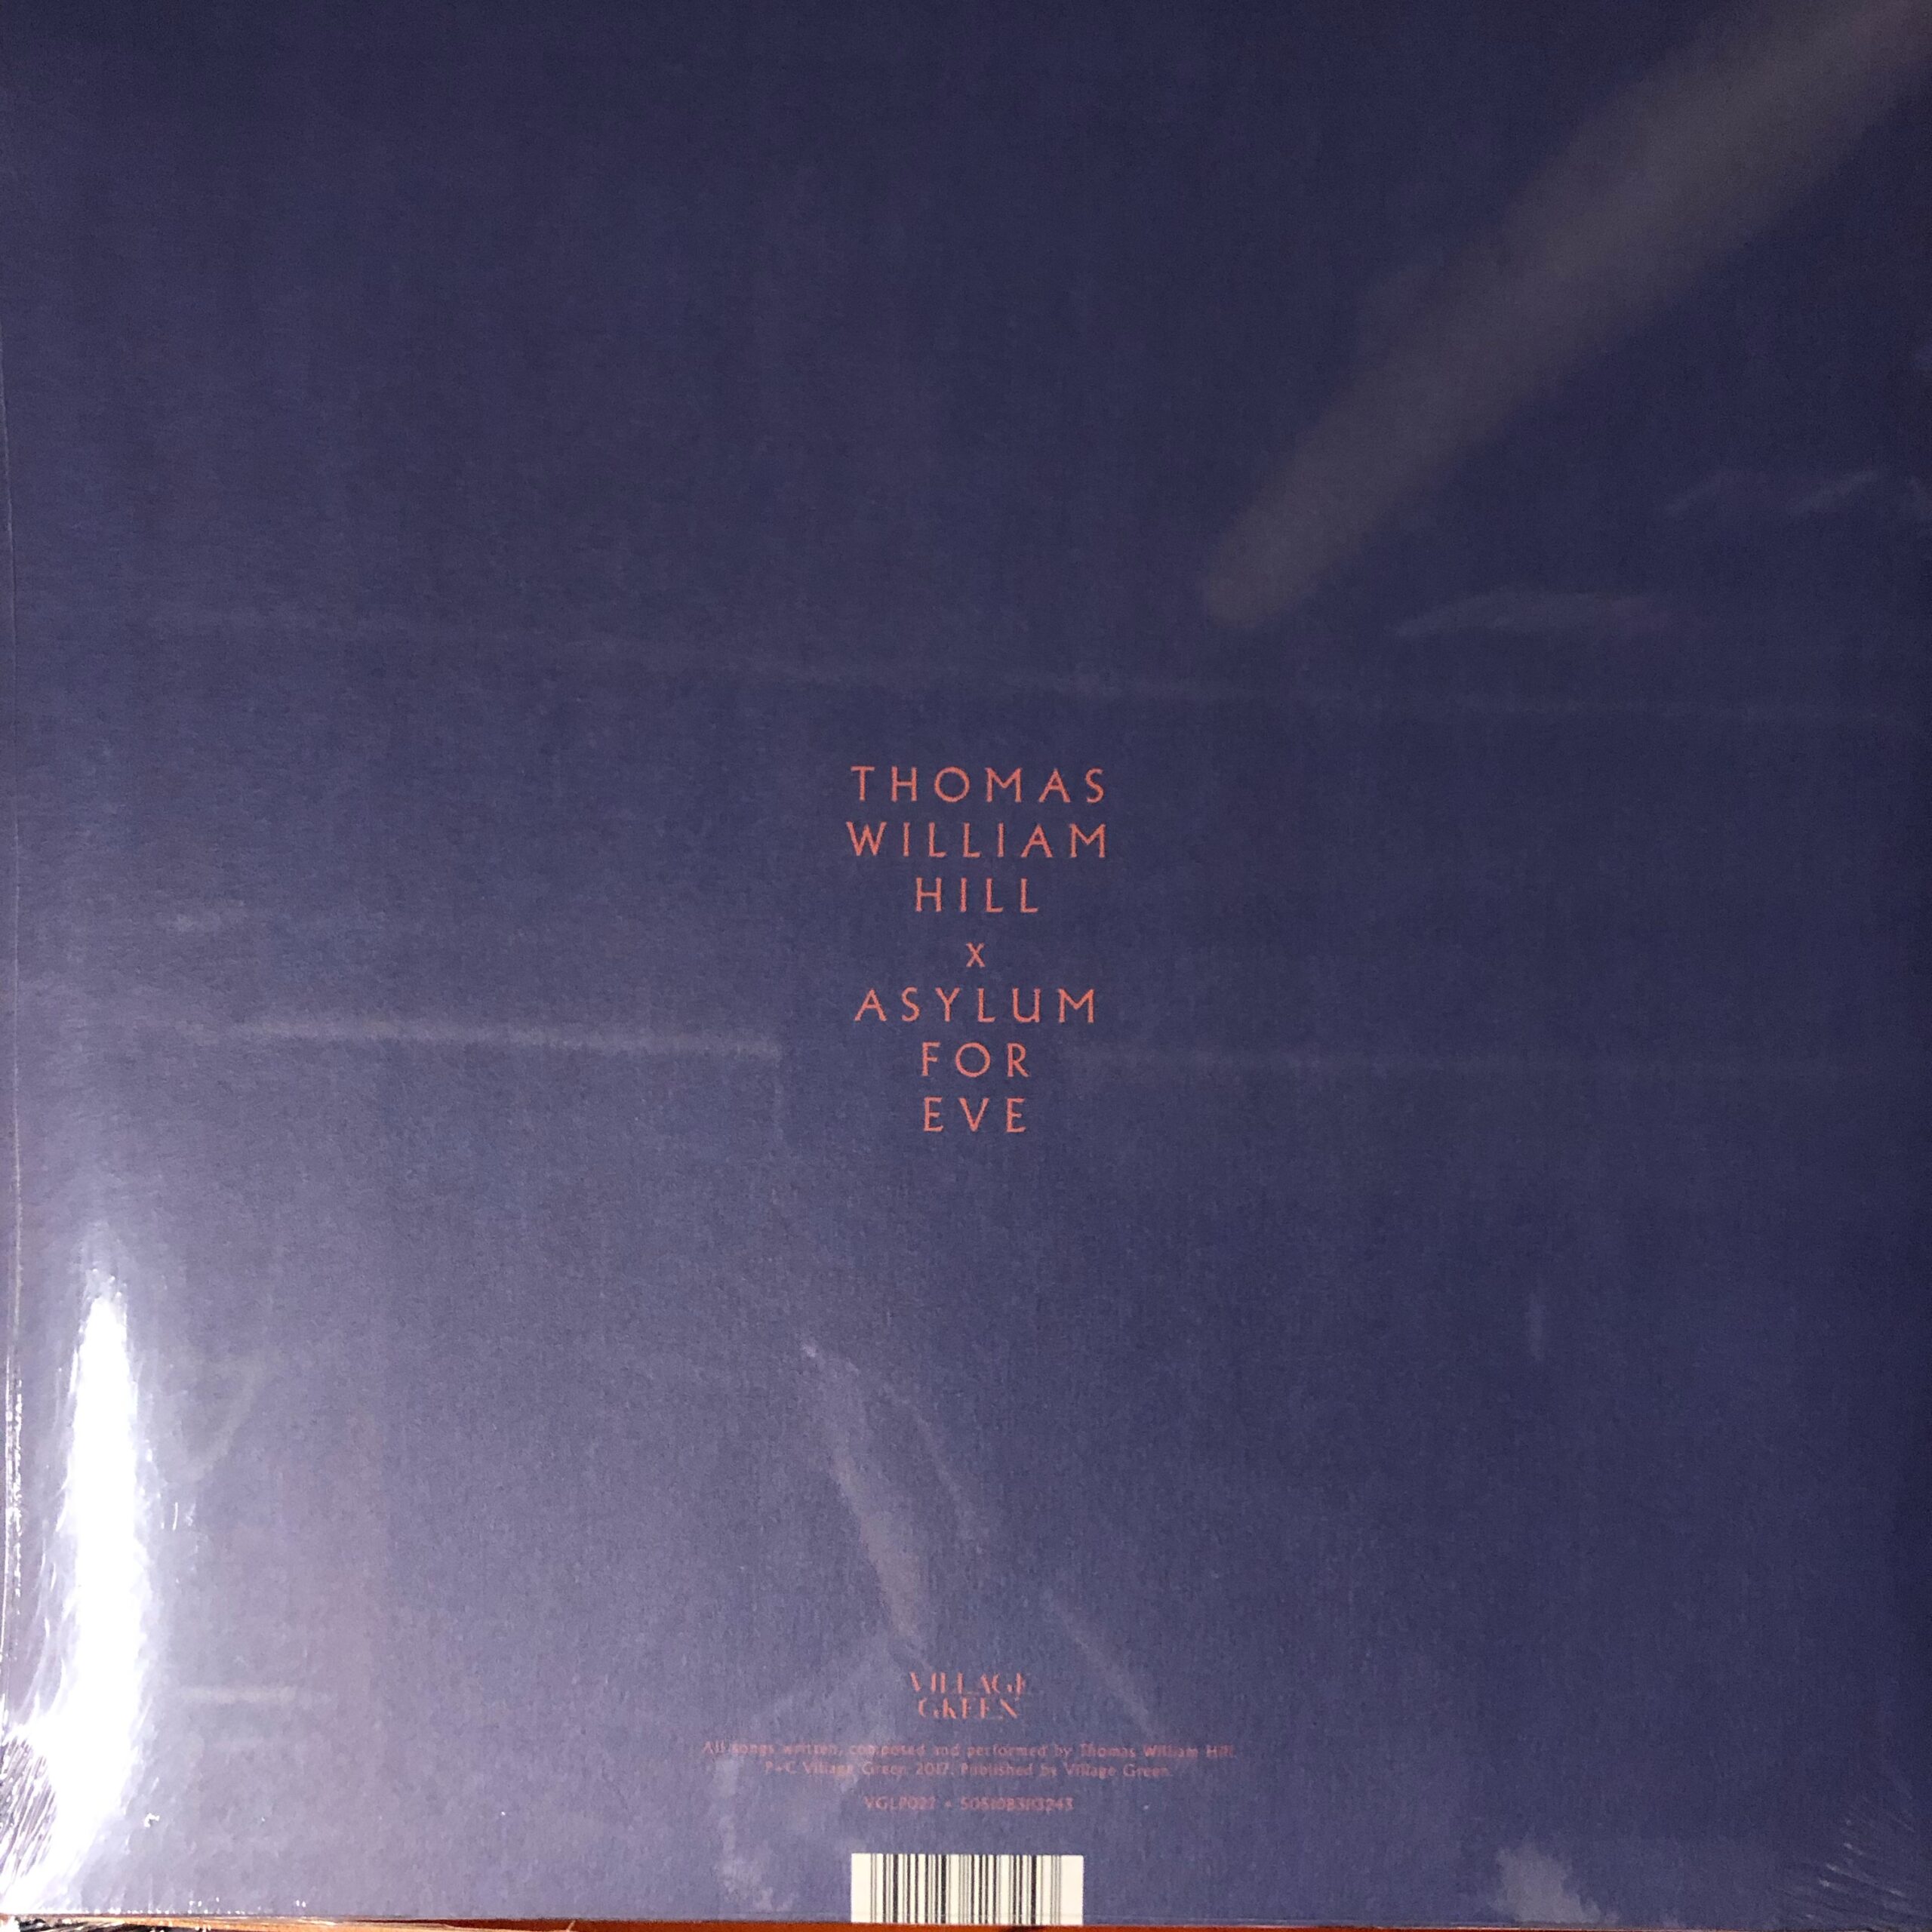 THOMAS
WILLIAM
HILL
x
ASYLUM
FOR
EVE
VILLAGE
GREEN
All songs written, composed and performed by Thomas William Hill.
P+C Village Green 2017. Published by Village Green.
VGLP022 •